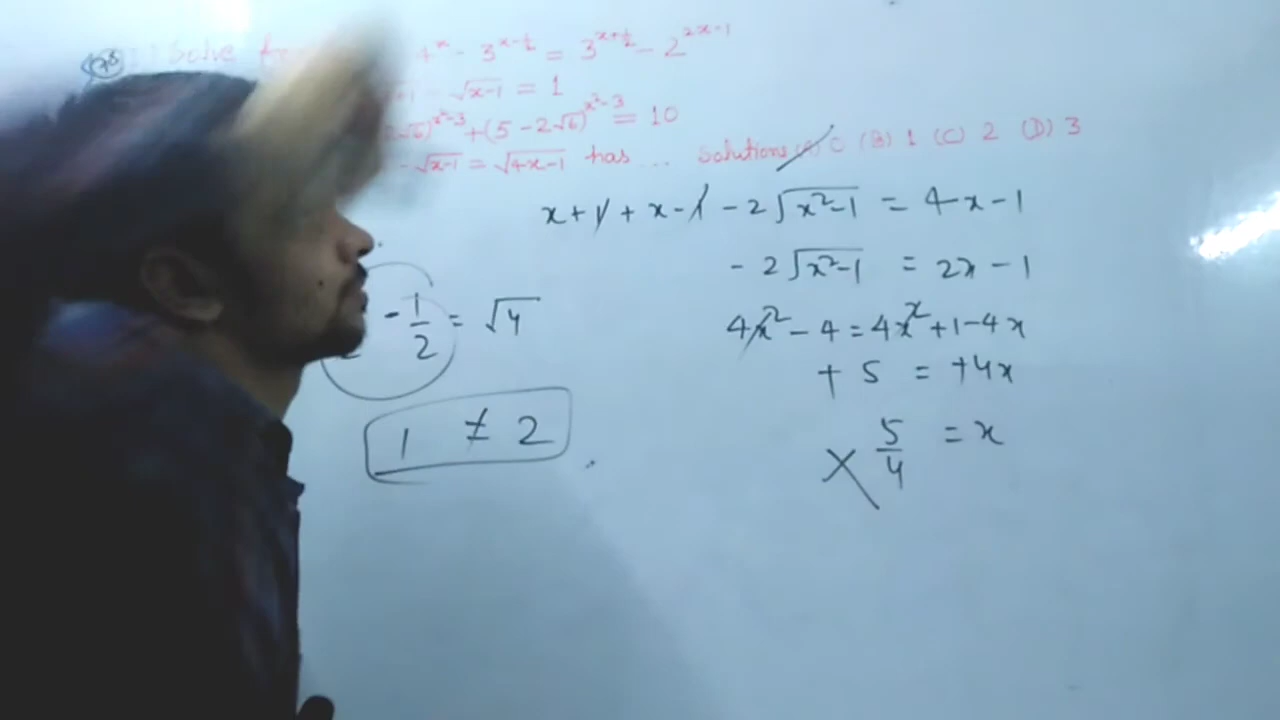 Solve 4^x - 3^{x-1/2} = 3^{x+1/2} - 2^{2x-1}
√x-1 = 1
√6)^{x²-3} + (5-2√6)^{x²-3} = 10
- √x-1 = √4x-1 has ... Solutions (A) 0 (B) 1 (C) 2 (D) 3
x+1 + x-1 - 2√x²-1 = 4x-1
- 2√x²-1 = 2x-1
4x²-4 = 4x²+1-4x
+ 5 = +4x
5/4 = x
- 1/2 = √4
1 ≠ 2